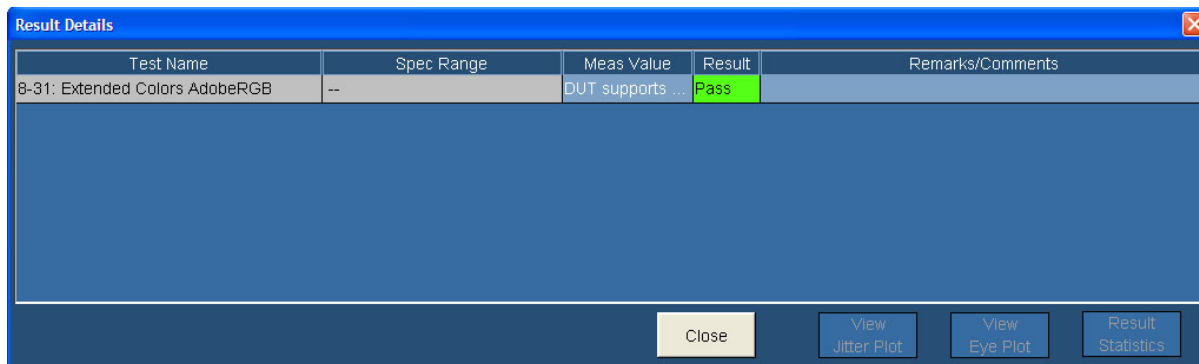 Result Details
Test Name Spec Range Meas Value Result Remarks/Comments
8-31: Extended Colors AdobeRGB -- DUT supports ... Pass
Close
View Jitter Plot
View Eye Plot
Result Statistics